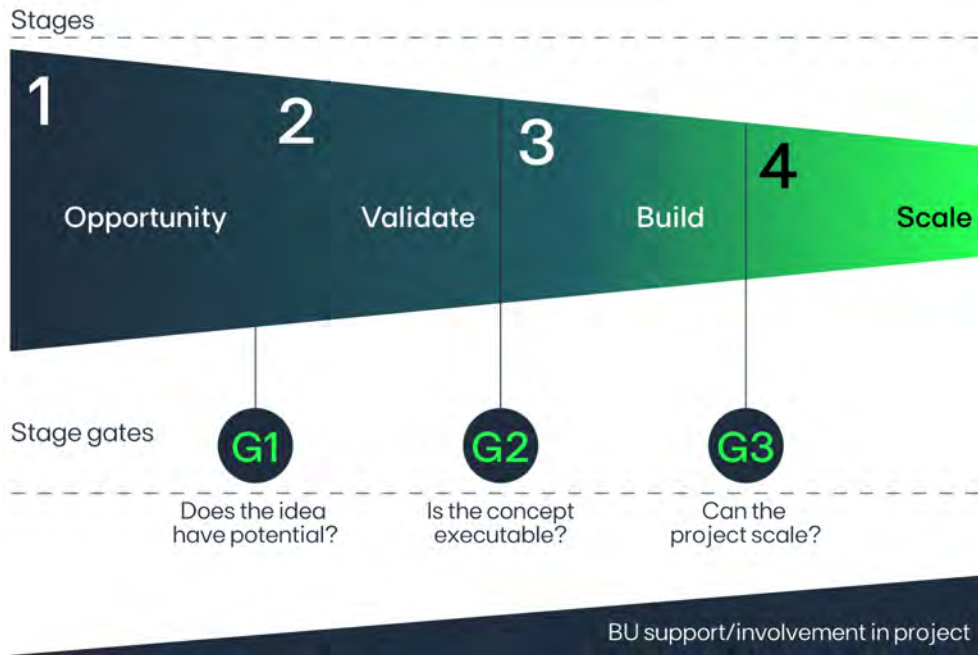 Stages
1
2
3
4
Opportunity
Validate
Build
Scale
Stage gates
G1
G2
G3
Does the idea
have potential?
Is the concept
executable?
Can the
project scale?
BU support/involvement in project